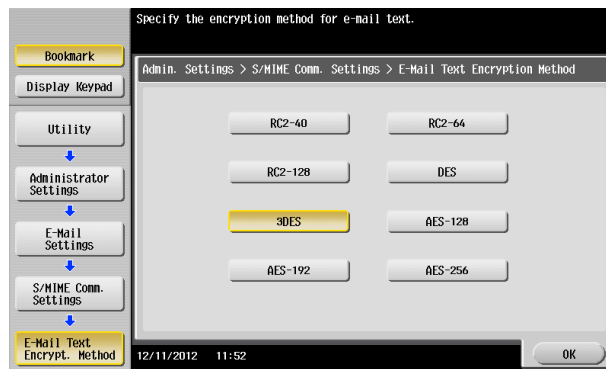 Specify the encryption method for e-mail text.
Bookmark
Display Keypad
Utility
Administrator
Settings
E-Mail
Settings
S/MIME Comm.
Settings
E-Mail Text
Encrypt. Method
Admin. Settings > S/MIME Comm. Settings > E-Mail Text Encryption Method
RC2-40 RC2-64
RC2-128 DES
3DES AES-128
AES-192 AES-256
12/11/2012 11:52
OK